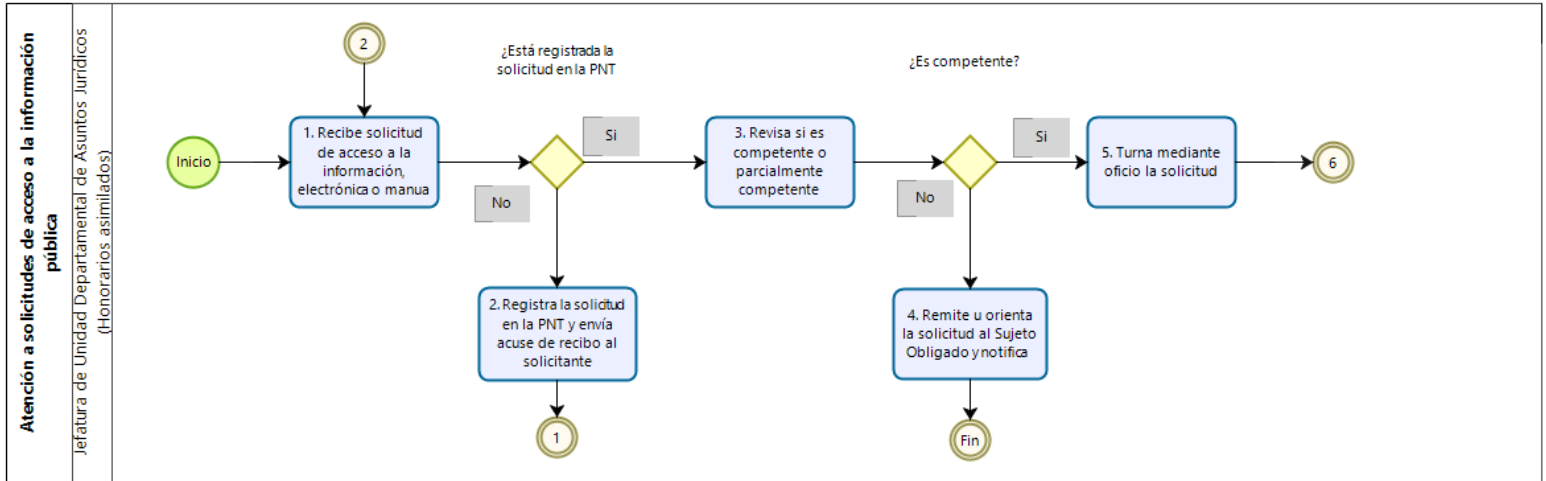 Atención a solicitudes de acceso a la información
pública
Jefatura de Unidad Departamental de Asuntos Jurídicos
(Honorarios asimilados)
2
¿Está registrada la
solicitud en la PNT
¿Es competente?
Inicio
1. Recibe solicitud
de acceso a la
información,
electrónica o manua
Si
No
3. Revisa si es
competente o
parcialmente
competente
Si
No
5. Turna mediante
oficio la solicitud
6
2. Registra la solicitud
en la PNT y envía
acuse de recibo al
solicitante
4. Remite u orienta
la solicitud al Sujeto
Obligado y notifica
1
Fin